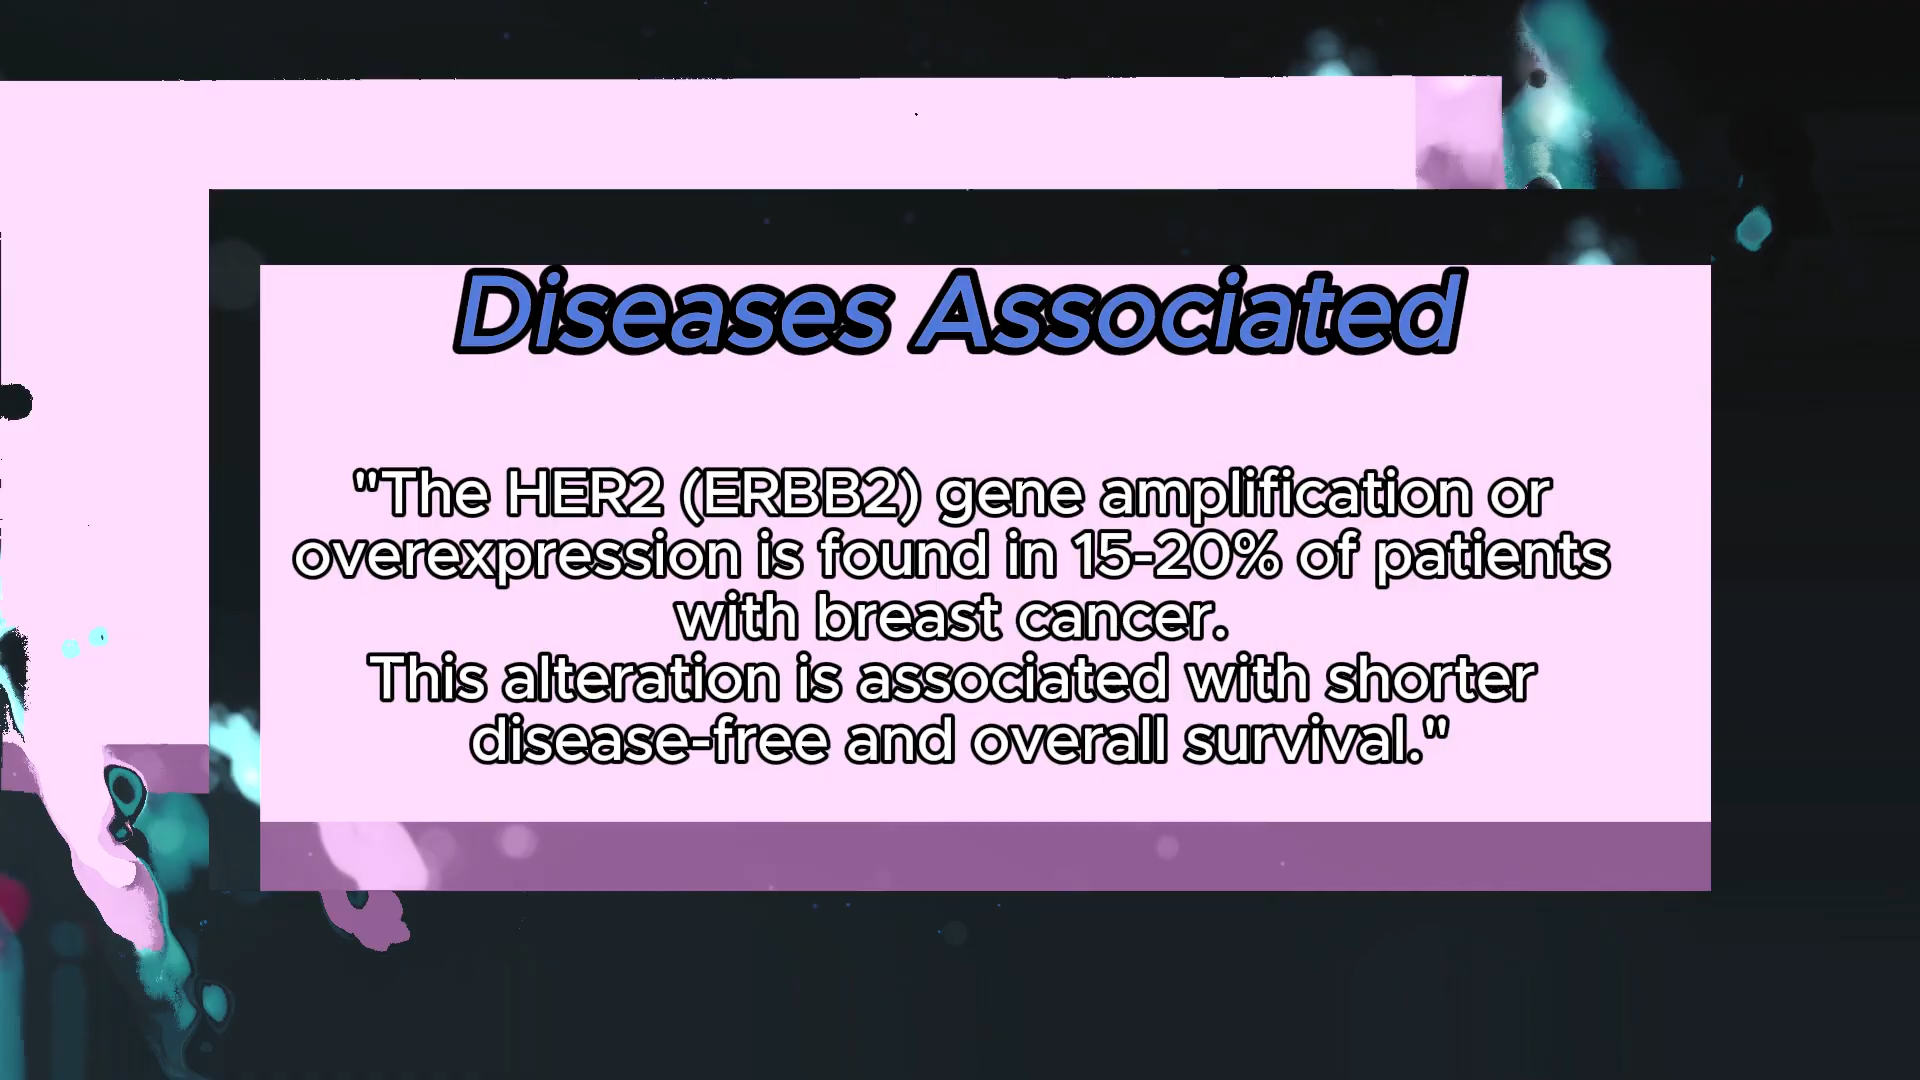 Diseases Associated
"The HER2 (ERBB2) gene amplification or
overexpression is found in 15-20% of patients
with breast cancer.
This alteration is associated with shorter
disease-free and overall survival."